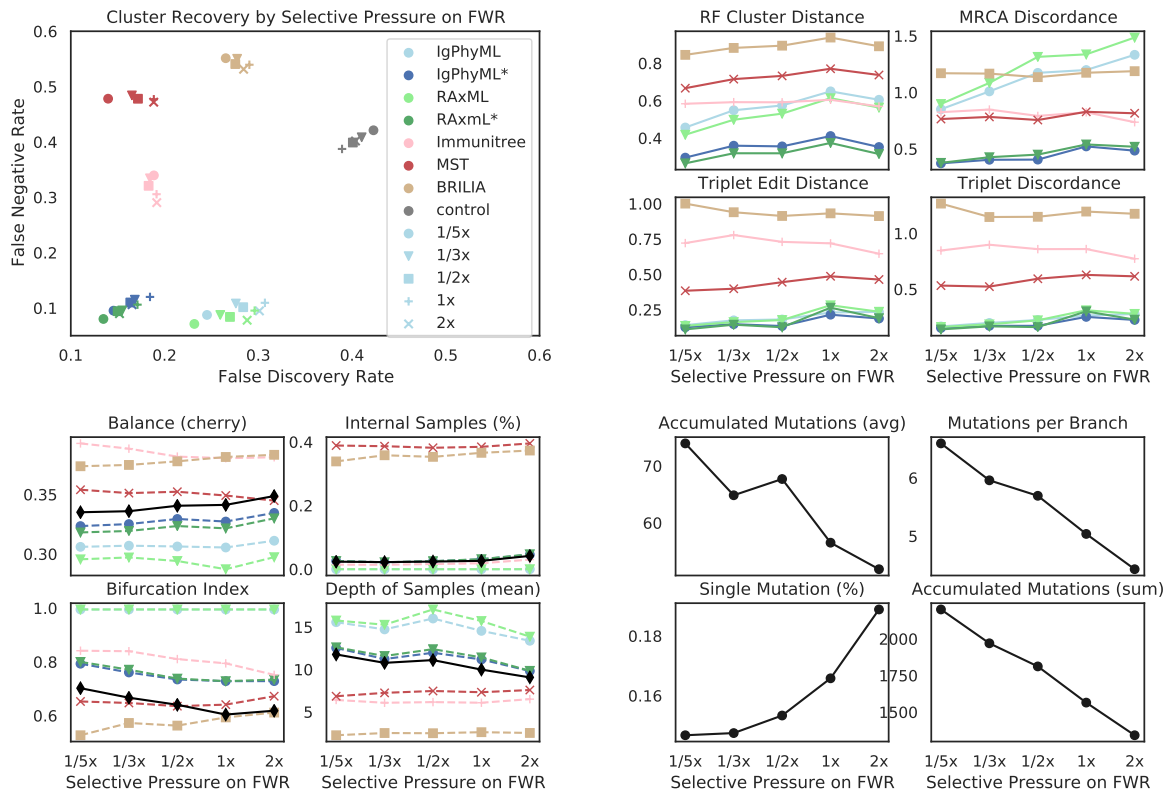 Cluster Recovery by Selective Pressure on FWR
0.6
0.5
0.4
0.3
0.2
0.1
False Negative Rate
0.1
0.2
0.3
0.4
0.5
0.6
False Discovery Rate
IgPhyML
IgPhyML*
RAxML
RAxmL*
Immunitree
MST
BRILIA
control
1/5x
1/3x
1/2x
1x
2x
RF Cluster Distance
0.8
0.6
0.4
MRCA Discordance
1.5
1.0
0.5
Triplet Edit Distance
1.00
0.75
0.50
0.25
1/5x
1/3x
1/2x
1x
2x
Selective Pressure on FWR
Triplet Discordance
1.0
0.5
1/5x
1/3x
1/2x
1x
2x
Selective Pressure on FWR
Balance (cherry)
0.35
0.30
Internal Samples (%)
0.4
0.2
0.0
Bifurcation Index
1.0
0.8
0.6
1/5x
1/3x
1/2x
1x
2x
Selective Pressure on FWR
Depth of Samples (mean)
15
10
5
1/5x
1/3x
1/2x
1x
2x
Selective Pressure on FWR
Accumulated Mutations (avg)
70
60
Mutations per Branch
6
5
Single Mutation (%)
0.18
0.16
1/5x
1/3x
1/2x
1x
2x
Selective Pressure on FWR
Accumulated Mutations (sum)
2000
1750
1500
1/5x
1/3x
1/2x
1x
2x
Selective Pressure on FWR